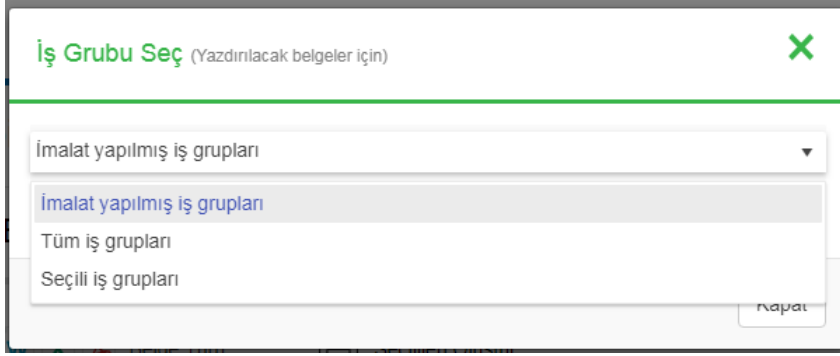 İş Grubu Seç (Yazdırılacak belgeler için)
İmalat yapılmış iş grupları
İmalat yapılmış iş grupları
Tüm iş grupları
Seçili iş grupları
Kapat